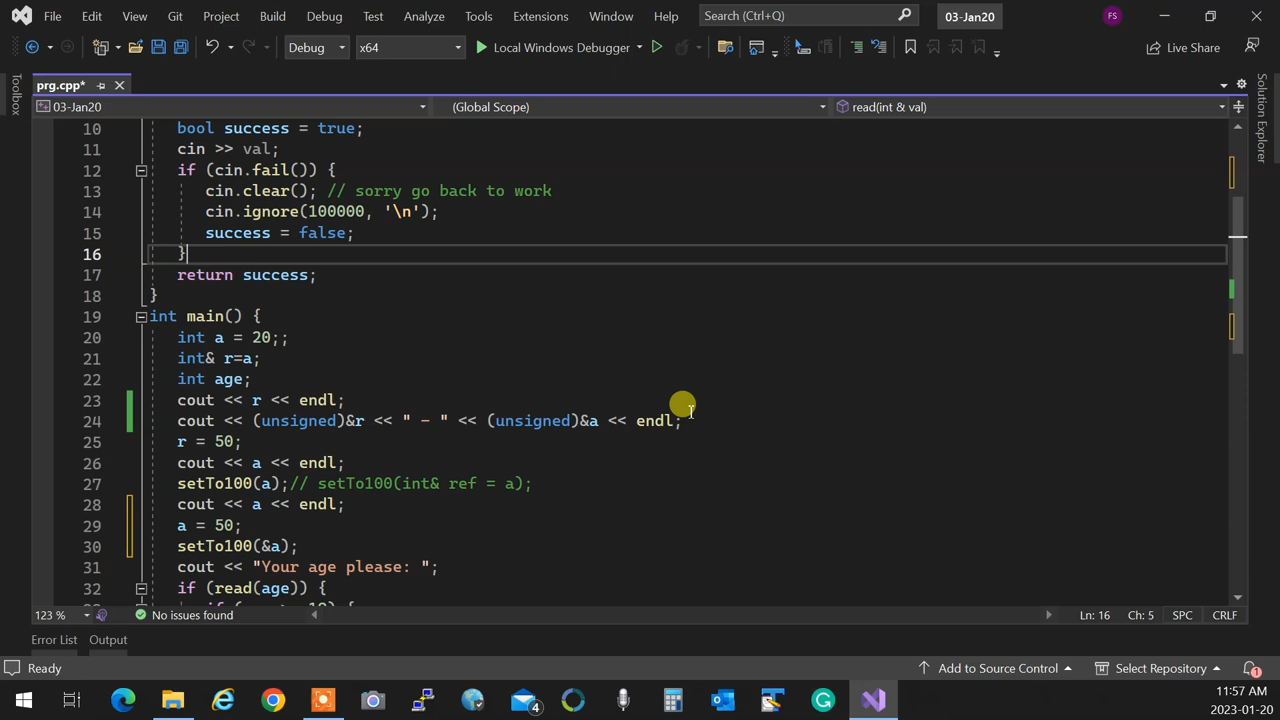 File Edit View Git Project Build Debug Test Analyze Tools Extensions Window Help Search (Ctrl+Q) 03-Jan20 FS
Debug x64 Local Windows Debugger Live Share
prg.cpp*
03-Jan20 (Global Scope) read(int & val)
Toolbox
Solution Explorer
10 bool success = true;
11 cin >> val;
12 if (cin.fail()) {
13 cin.clear(); // sorry go back to work
14 cin.ignore(100000, '\n');
15 success = false;
16 }
17 return success;
18 }
19 int main() {
20 int a = 20;;
21 int& r=a;
22 int age;
23 cout << r << endl;
24 cout << (unsigned)&r << " - " << (unsigned)&a << endl;
25 r = 50;
26 cout << a << endl;
27 setTo100(a);// setTo100(int& ref = a);
28 cout << a << endl;
29 a = 50;
30 setTo100(&a);
31 cout << "Your age please: ";
32 if (read(age)) {
123 % No issues found Ln: 16 Ch: 5 SPC CRLF
Error List Output
Ready Add to Source Control Select Repository 1
4
11:57 AM
2023-01-20